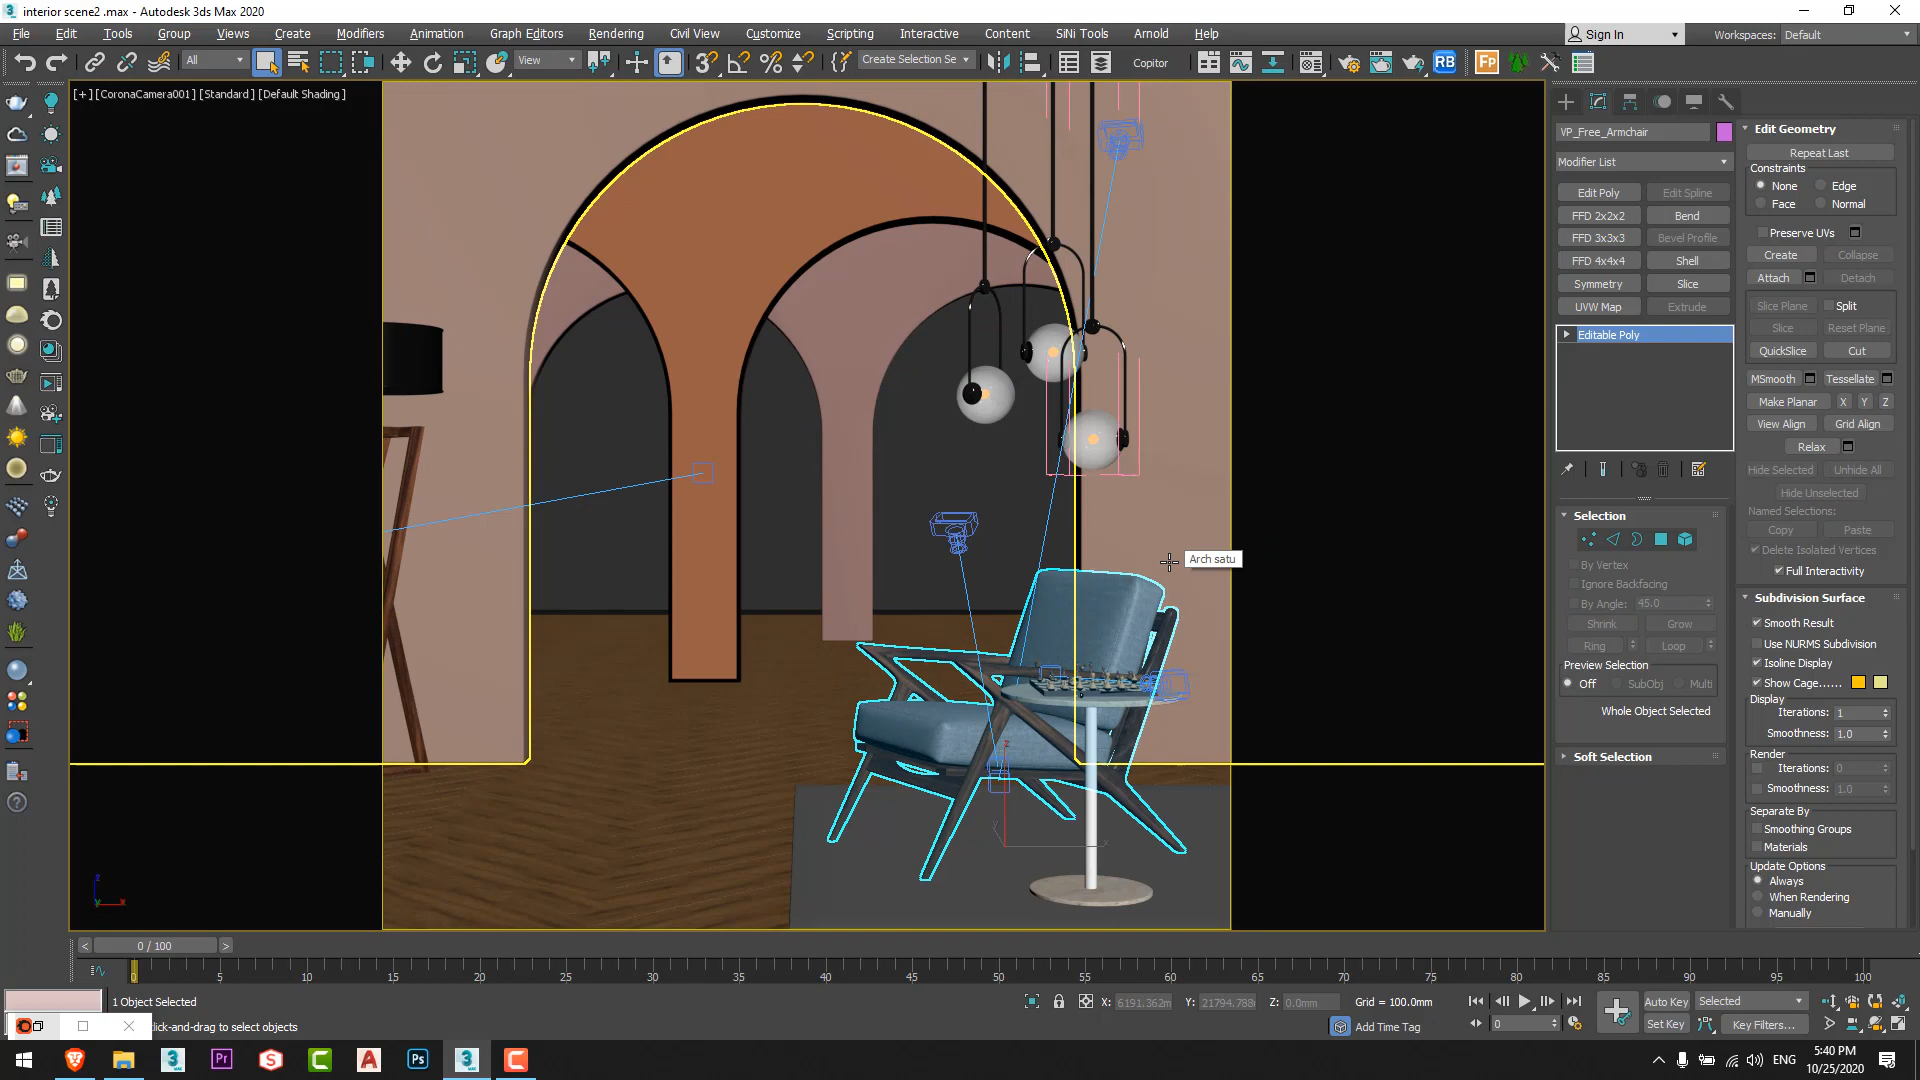 interior scene2 .max - Autodesk 3ds Max 2020
File Edit Tools Group Views Create Modifiers Animation Graph Editors Rendering Civil View Customize Scripting Interactive Content SiNi Tools Arnold Help
Sign In
Workspaces: Default
All
View
Create Selection Se
Copitor
RB
Fp
[+] [CoronaCamera001] [Standard] [Default Shading]
Arch satu
VP_Free_Armchair
Modifier List
Edit Poly Edit Spline
FFD 2x2x2 Bend
FFD 3x3x3 Bevel Profile
FFD 4x4x4 Shell
Symmetry Slice
UVW Map Extrude
Editable Poly
Selection
By Vertex
Ignore Backfacing
By Angle: 45.0
Shrink Grow
Ring Loop
Preview Selection
Off SubObj Multi
Whole Object Selected
Soft Selection
Edit Geometry
Repeat Last
Constraints
None Edge
Face Normal
Preserve UVs
Create Collapse
Attach Detach
Slice Plane Split
Slice Reset Plane
QuickSlice Cut
MSmooth Tessellate
Make Planar X Y Z
View Align Grid Align
Relax
Hide Selected Unhide All
Hide Unselected
Named Selections:
Copy Paste
Delete Isolated Vertices
Full Interactivity
Subdivision Surface
Smooth Result
Use NURMS Subdivision
Isoline Display
Show Cage......
Display
Iterations: 1
Smoothness: 1.0
Render
Iterations: 0
Smoothness: 1.0
Separate By
Smoothing Groups
Materials
Update Options
Always
When Rendering
Manually
z
y
x
< 0 / 100 >
0 5 10 15 20 25 30 35 40 45 50 55 60 65 70 75 80 85 90 95 100
1 Object Selected
click-and-drag to select objects
X: 6191.362m Y: 21794.788m Z: 0.0mm Grid = 100.0mm
Add Time Tag
0
Auto Key Selected
Set Key Key Filters...
ENG
5:40 PM
10/25/2020